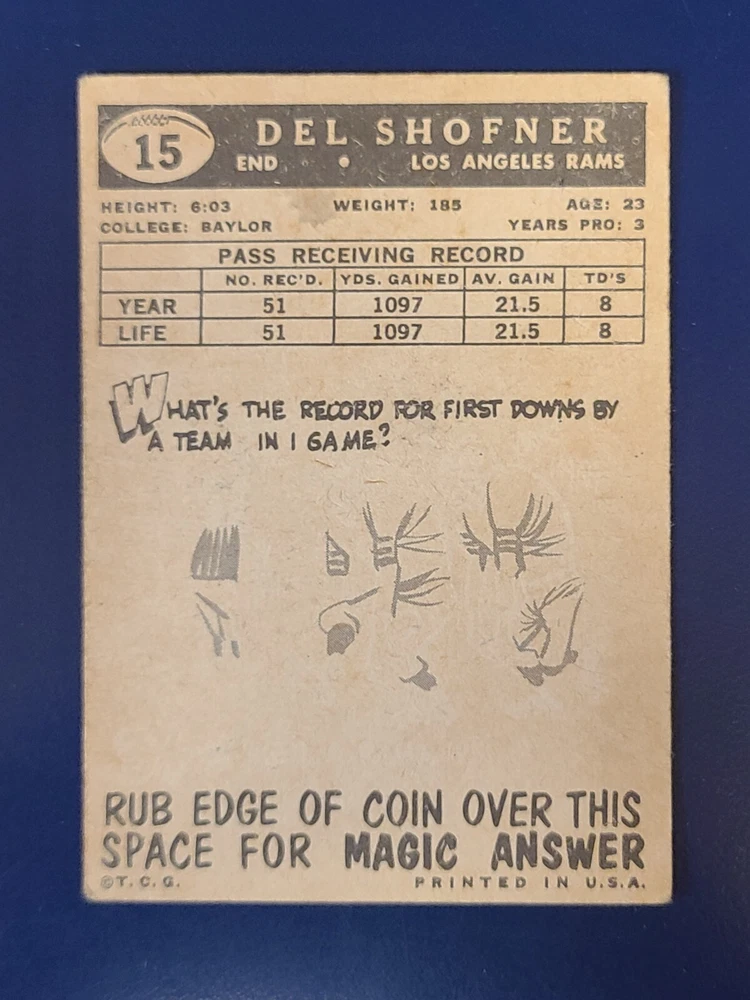 15
DEL SHOFNER
END • LOS ANGELES RAMS
HEIGHT: 6:03 WEIGHT: 185 AGE: 23
COLLEGE: BAYLOR YEARS PRO: 3
PASS RECEIVING RECORD
NO. REC'D. YDS. GAINED AV. GAIN TD'S
YEAR 51 1097 21.5 8
LIFE 51 1097 21.5 8
WHAT'S THE RECORD FOR FIRST DOWNS BY
A TEAM IN 1 GAME?
RUB EDGE OF COIN OVER THIS
SPACE FOR MAGIC ANSWER
©T.C.G. PRINTED IN U.S.A.